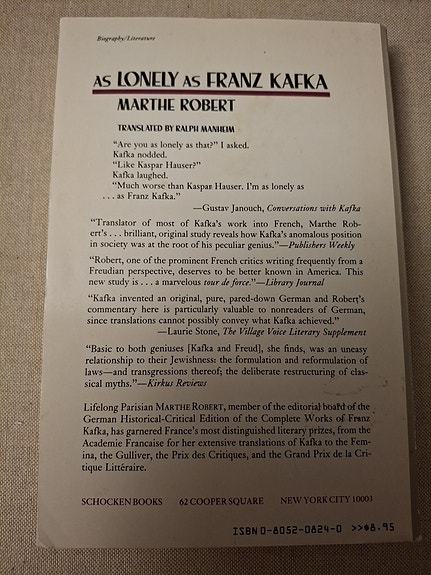 Biography/Literature
AS LONELY AS FRANZ KAFKA
MARTHE ROBERT
TRANSLATED BY RALPH MANHEIM
"Are you as lonely as that?" I asked.
Kafka nodded.
"Like Kaspar Hauser?"
Kafka laughed.
"Much worse than Kaspar Hauser. I'm as lonely as
. . . as Franz Kafka."
—Gustav Janouch, Conversations with Kafka
"Translator of most of Kafka's work into French, Marthe Rob-
ert's . . . brilliant, original study reveals how Kafka's anomalous position
in society was at the root of his peculiar genius."—Publishers Weekly
"Robert, one of the prominent French critics writing frequently from a
Freudian perspective, deserves to be better known in America. This
new study is . . . a marvelous tour de force."—Library Journal
"Kafka invented an original, pure, pared-down German and Robert's
commentary here is particularly valuable to nonreaders of German,
since translations cannot possibly convey what Kafka achieved."
—Laurie Stone, The Village Voice Literary Supplement
"Basic to both geniuses [Kafka and Freud], she finds, was an uneasy
relationship to their Jewishness: the formulation and reformulation of
laws—and transgressions thereof; the deliberate restructuring of clas-
sical myths."—Kirkus Reviews
Lifelong Parisian MARTHE ROBERT, member of the editorial board of the
German Historical-Critical Edition of the Complete Works of Franz
Kafka, has garnered France's most distinguished literary prizes, from the
Academie Francaise for her extensive translations of Kafka to the Fem-
ina, the Gulliver, the Prix des Critiques, and the Grand Prix de la Cri-
tique Littéraire.
SCHOCKEN BOOKS 62 COOPER SQUARE NEW YORK CITY 10003
ISBN 0-8052-0824-0 >>$8.95